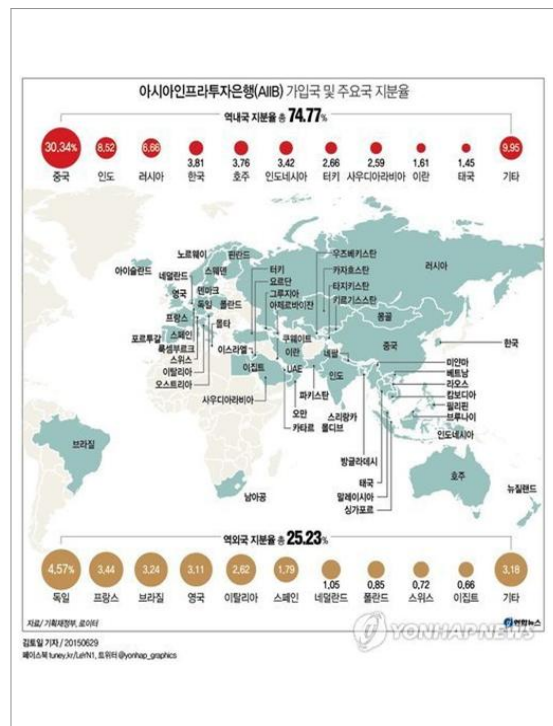 아시아인프라투자은행(AIIB) 가입국 및 주요국 지분율
역내국 지분율 총 74.77%
30.34% 8.52 6.66 3.81 3.76 3.42 2.66 2.59 1.61 1.45 9.95
중국 인도 러시아 한국 호주 인도네시아 터키 사우디아라비아 이란 태국 기타
노르웨이 핀란드 우즈베키스탄
아이슬란드 스웨덴 터키 카자흐스탄 러시아
네덜란드 요르단
영국 덴마크 그루지아 타지키스탄
독일 폴란드 아제르바이잔 키르기스스탄
프랑스 몽골
몰타
포르투갈 스페인 쿠웨이트 중국 한국
룩셈부르크 이스라엘 이란 네팔
스위스 미얀마
이탈리아 이집트 UAE 인도 베트남
오스트리아 라오스
파키스탄 캄보디아
사우디아라비아 필리핀
오만 스리랑카 브루나이
카타르 몰디브 인도네시아
브라질
방글라데시
호주
태국
남아공 말레이시아 뉴질랜드
싱가포르
역외국 지분율 총 25.23%
4.57% 3.44 3.24 3.11 2.62 1.79 1.05 0.85 0.72 0.66 3.18
독일 프랑스 브라질 영국 이탈리아 스페인 네덜란드 폴란드 스위스 이집트 기타
자료/ 기획재정부, 로이터
연합뉴스
YONHAPNEWS
김토일 기자 / 20150629
페이스북 tuney.kr/LeYN1, 트위터 @yonhap_graphics